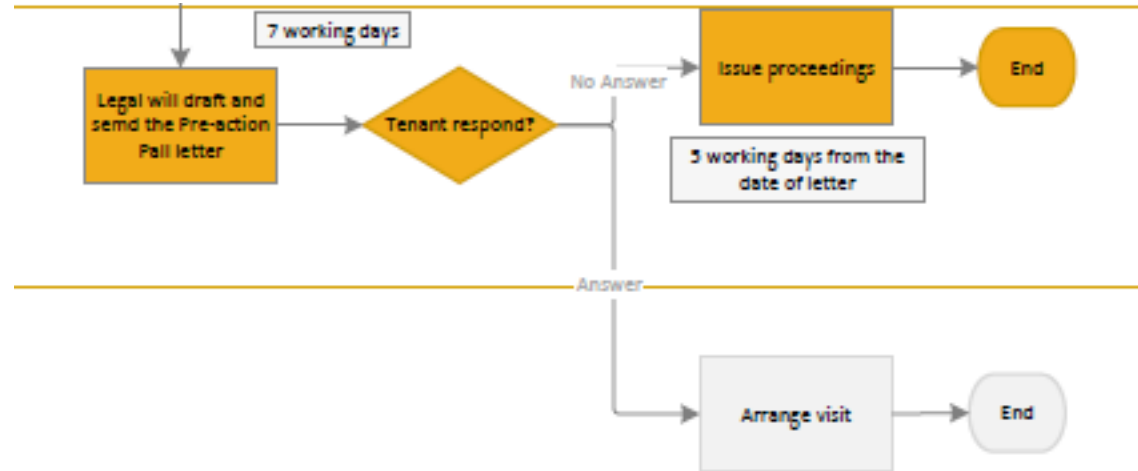 7 working days
Legal will draft and
semd the Pre-action
Pall letter
Tenant respond?
No Answer
Issue proceedings
End
5 working days from the
date of letter
Answer
Arrange visit
End